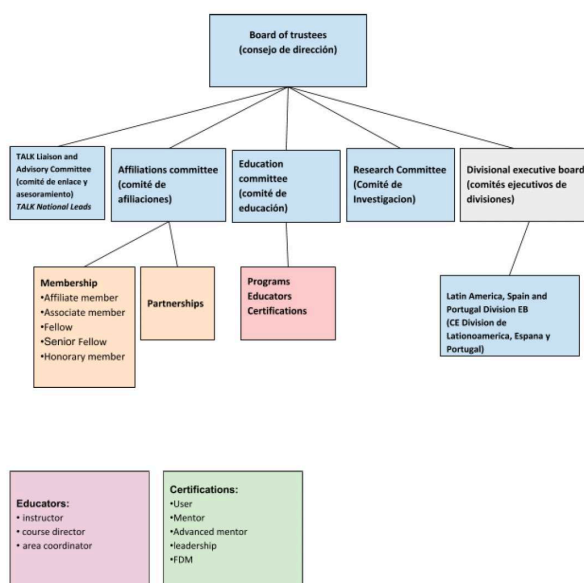 Board of trustees
(consejo de dirección)
TALK Liaison and
Advisory Committee
(comité de enlace y
asesoramiento)
TALK National Leads
Affiliations committee
(comité de
afiliaciones)
Education
committee
(comité de
educación)
Research Committee
(Comité de
Investigacion)
Divisional executive board
(comités ejecutivos de
divisiones)
Membership
•Affiliate member
•Associate member
•Fellow
•Senior Fellow
•Honorary member
Partnerships
Programs
Educators
Certifications
Latin America, Spain and
Portugal Division EB
(CE Division de
Lationoamerica, Espana y
Portugal)
Educators:
• instructor
• course director
• area coordinator
Certifications:
•User
•Mentor
•Advanced mentor
•leadership
•FDM